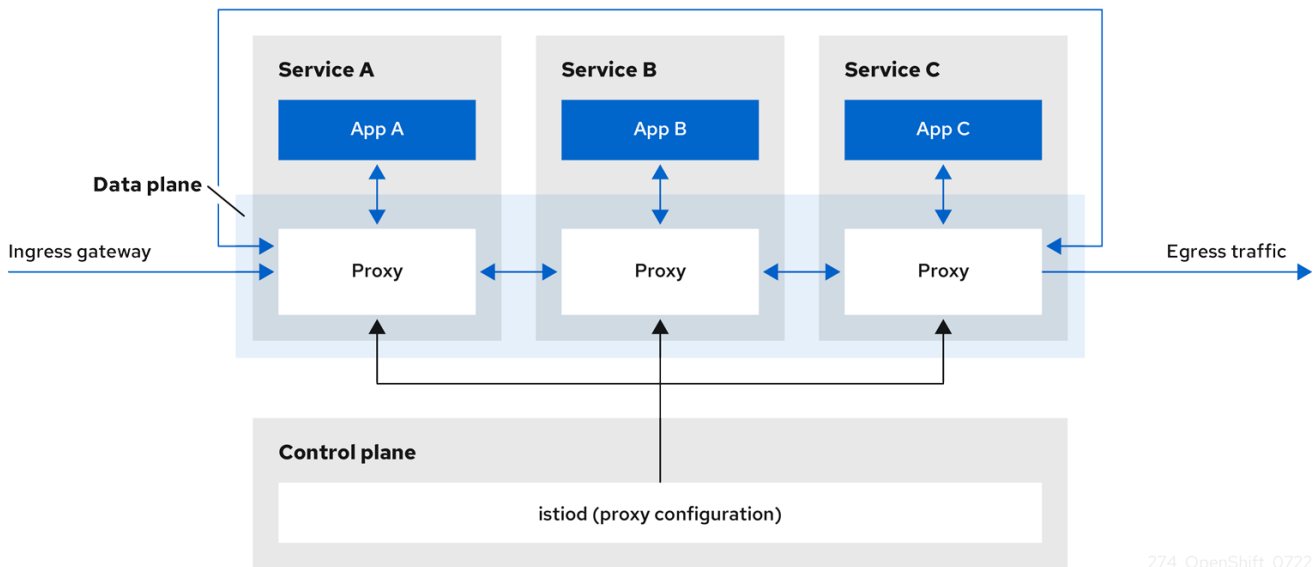 Service A
Service B
Service C
App A
App B
App C
Data plane
Ingress gateway
Egress traffic
Proxy
Proxy
Proxy
Control plane
istiod (proxy configuration)
274_OpenShift_0722